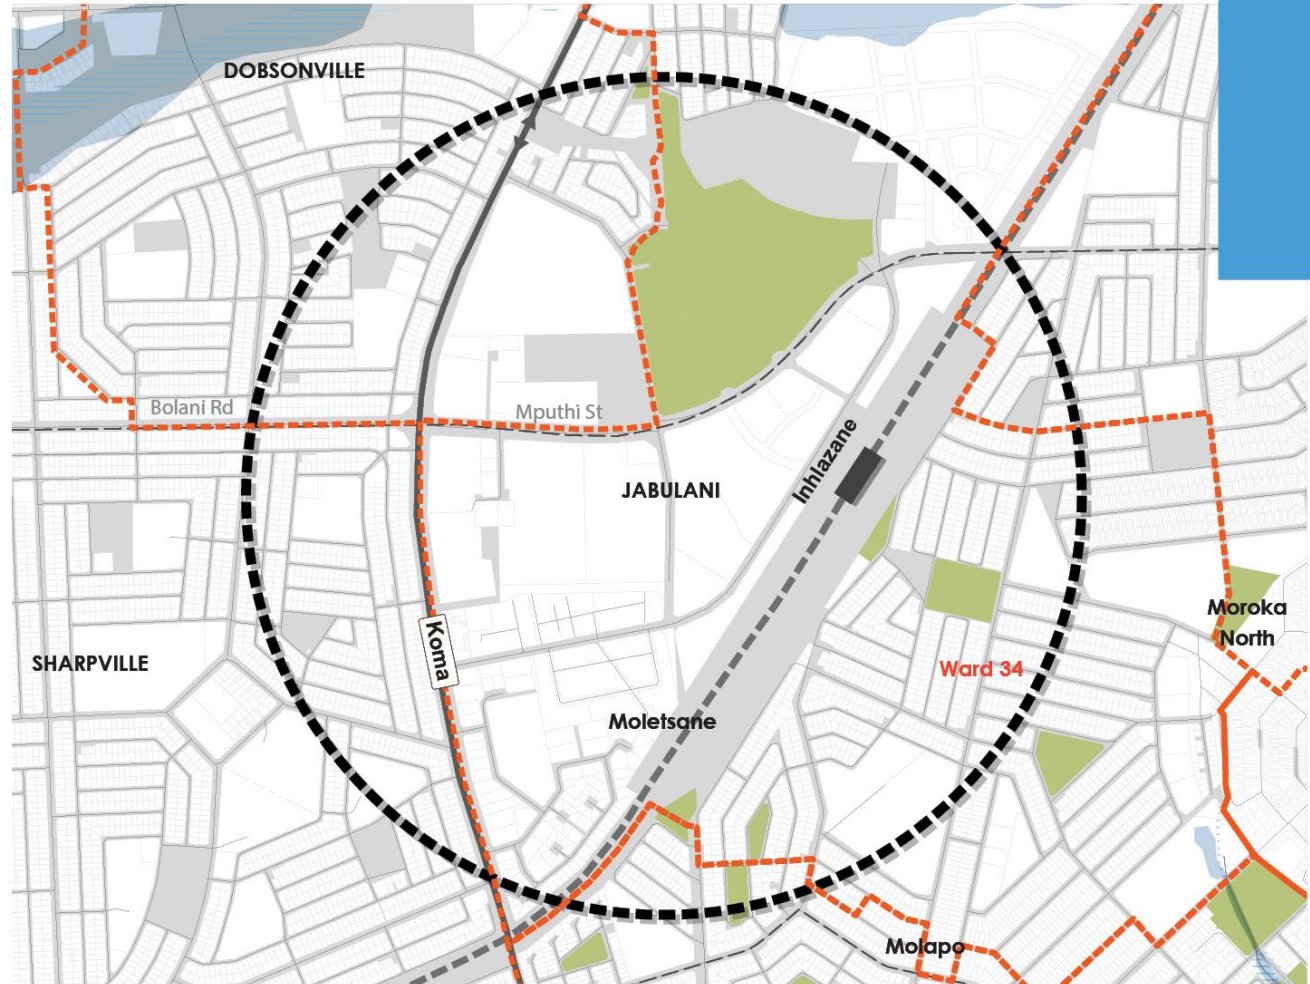 DOBSONVILLE
Bolani Rd
Mputhi St
Inhlazane
JABULANI
Moroka
North
Koma
SHARPVILLE
Ward 34
Moletsane
Molapo